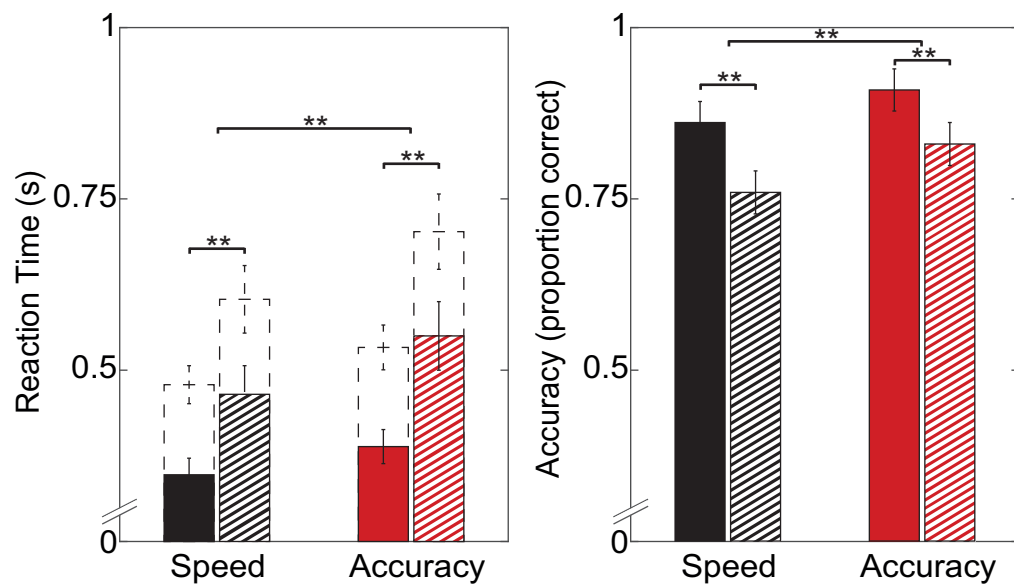 Reaction Time (s)
1
0.75
0.5
0
**
**
**
Speed
Accuracy
Accuracy (proportion correct)
1
0.75
0.5
0
**
**
**
Speed
Accuracy